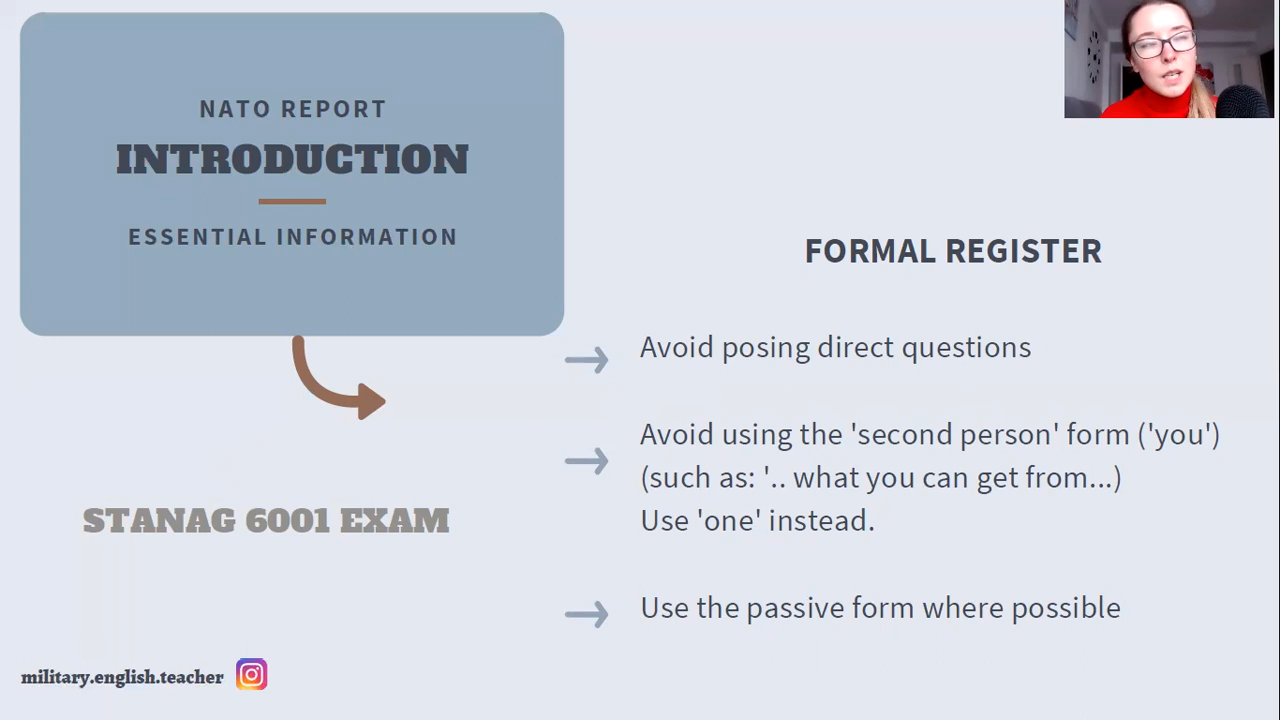 NATO REPORT
INTRODUCTION
ESSENTIAL INFORMATION
STANAG 6001 EXAM
military.english.teacher
FORMAL REGISTER
Avoid posing direct questions
Avoid using the 'second person' form ('you')
(such as: '.. what you can get from...)
Use 'one' instead.
Use the passive form where possible